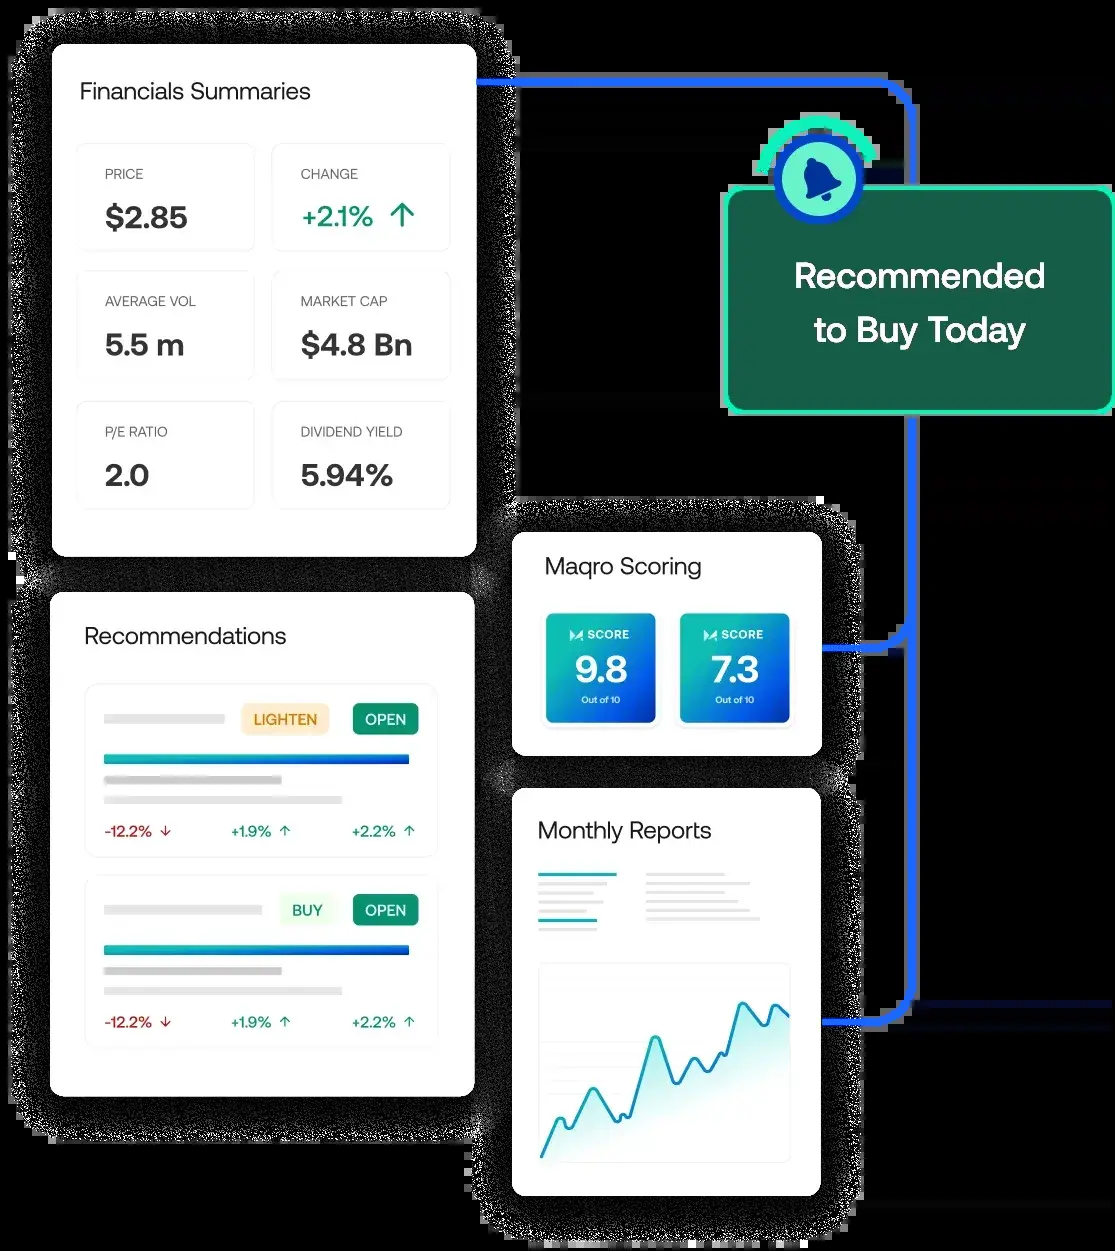 Financials Summaries
PRICE
$2.85
CHANGE
+2.1%
AVERAGE VOL
5.5 m
MARKET CAP
$4.8 Bn
P/E RATIO
2.0
DIVIDEND YIELD
5.94%
Recommended
to Buy Today
Maqro Scoring
SCORE
9.8
Out of 10
SCORE
7.3
Out of 10
Recommendations
LIGHTEN OPEN
-12.2% ↓ +1.9% ↑ +2.2% ↑
BUY OPEN
-12.2% ↓ +1.9% ↑ +2.2% ↑
Monthly Reports